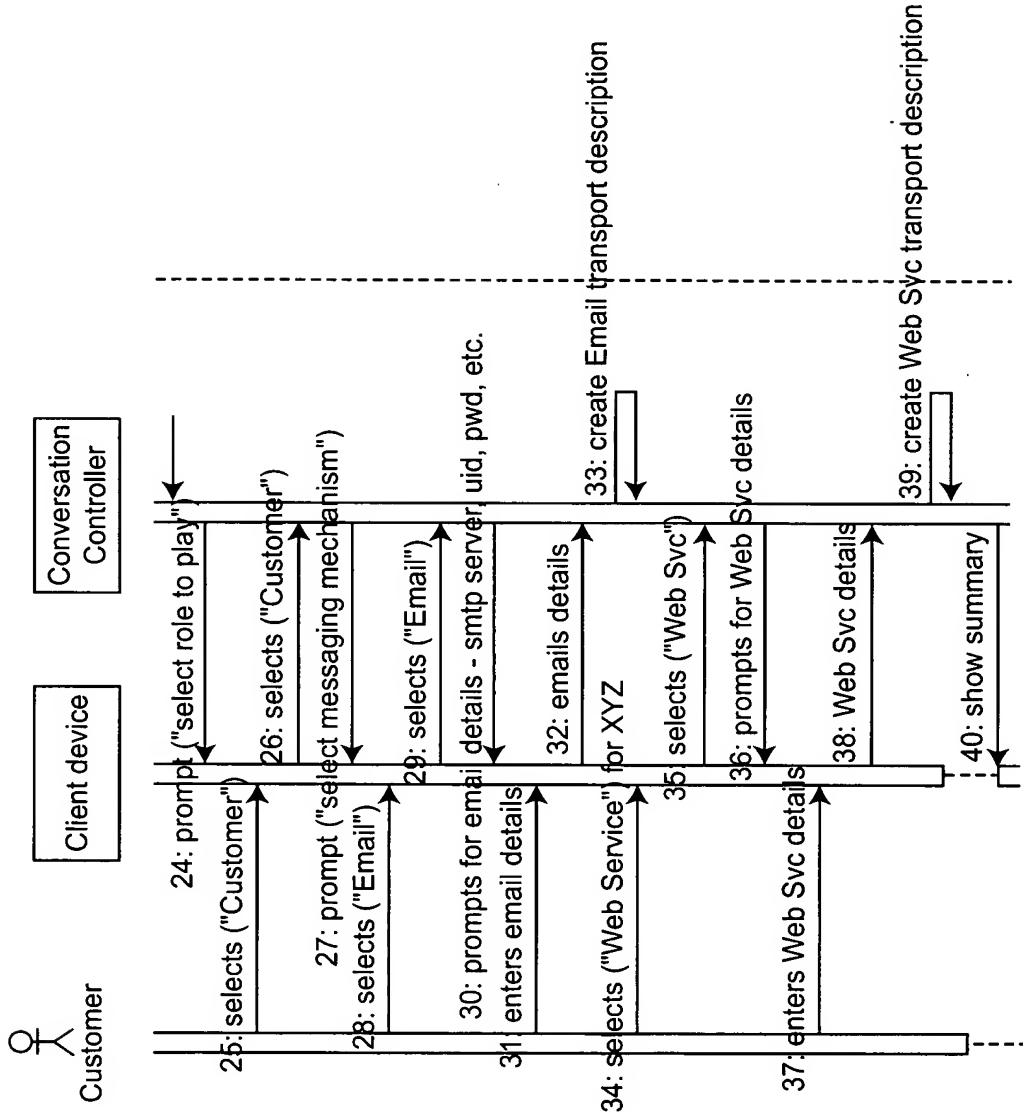 Customer
Client device
Conversation
Controller
24: prompt ("select role to play")
25: selects ("Customer")
26: selects ("Customer")
27: prompt ("select messaging mechanism")
28: selects ("Email")
29: selects ("Email")
30: prompts for email details - smtp server, uid, pwd, etc.
31: enters email details
32: emails details
33: create Email transport description
34: selects ("Web Service") for XYZ
35: selects ("Web Svc")
36: prompts for Web Svc details
37: enters Web Svc details
38: Web Svc details
39: create Web Svc transport description
40: show summary